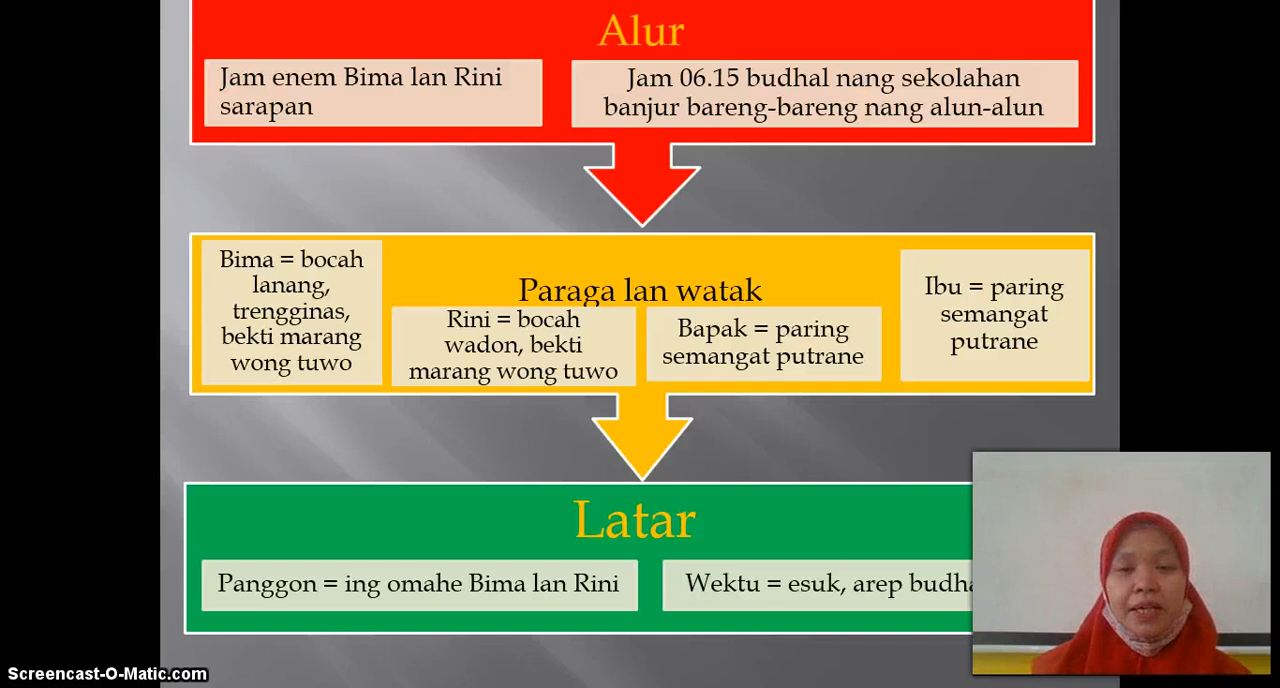 Alur
Jam enem Bima lan Rini
sarapan
Jam 06.15 budhal nang sekolahan
banjur bareng-bareng nang alun-alun
Paraga lan watak
Bima = bocah
lanang,
trengginas,
bekti marang
wong tuwo
Rini = bocah
wadon, bekti
marang wong tuwo
Bapak = paring
semangat putrane
Ibu = paring
semangat
putrane
Latar
Panggon = ing omahe Bima lan Rini
Wektu = esuk, arep
Screencast-O-Matic.com